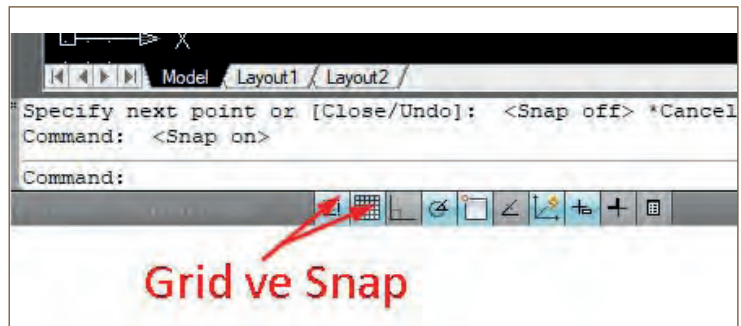 X
Model Layout1 Layout2
Specify next point or [Close/Undo]: <Snap off> *Cancel
Command: <Snap on>
Command:
Grid ve Snap